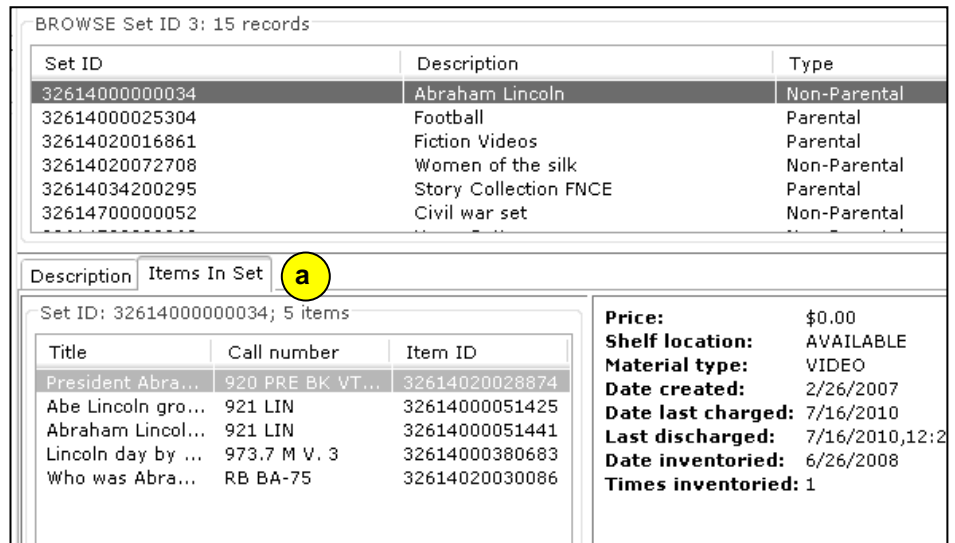 BROWSE Set ID 3: 15 records
Set ID Description Type
32614000000034 Abraham Lincoln Non-Parental
32614000025304 Football Parental
32614020016861 Fiction Videos Parental
32614020072708 Women of the silk Non-Parental
32614034200295 Story Collection FNCE Parental
32614700000052 Civil war set Non-Parental
Description Items In Set a
Set ID: 32614000000034; 5 items
Title Call number Item ID
President Abra... 920 PRE BK VT... 32614020028874
Abe Lincoln gro... 921 LIN 32614000051425
Abraham Lincol... 921 LIN 32614000051441
Lincoln day by ... 973.7 M V. 3 32614000380683
Who was Abra... RB BA-75 32614020030086
Price: $0.00
Shelf location: AVAILABLE
Material type: VIDEO
Date created: 2/26/2007
Date last charged: 7/16/2010
Last discharged: 7/16/2010,12:2
Date inventoried: 6/26/2008
Times inventoried: 1